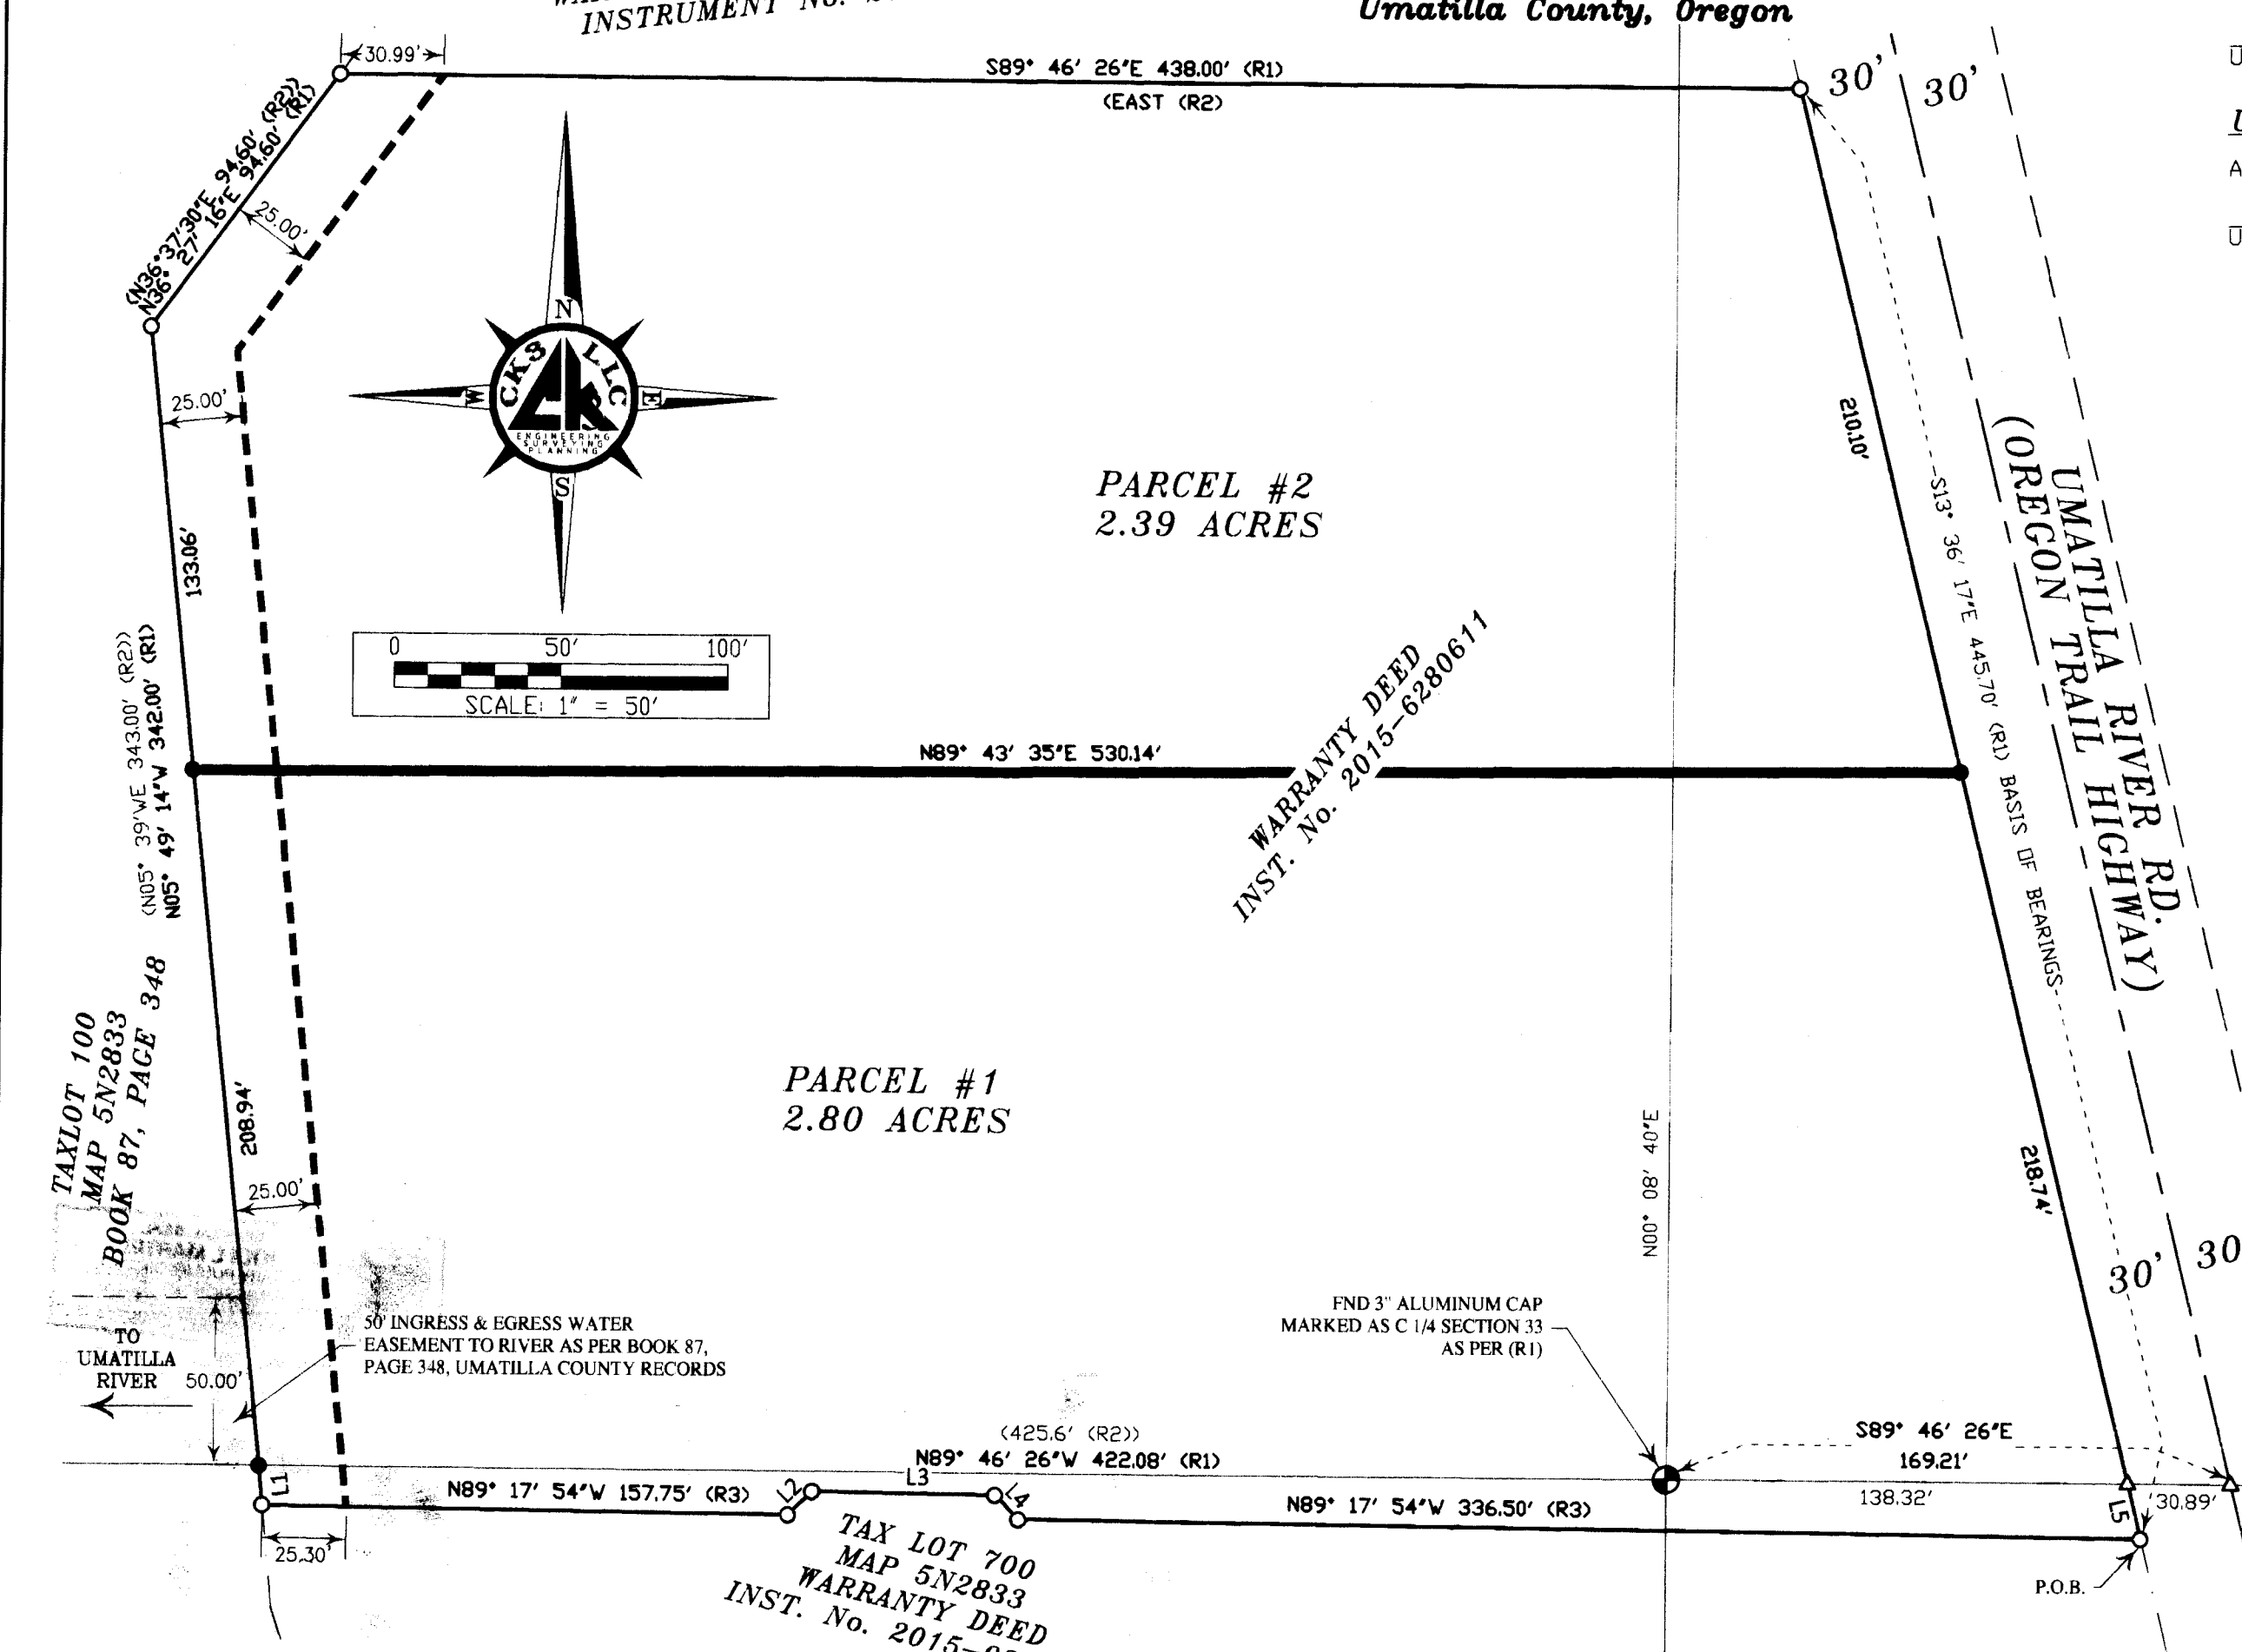 INSTRUMENT No.
Umatilla County, Oregon
30.99'
S89° 46' 26"E 438.00' (R1)
(EAST (R2)
30'
30'
(N36°37'30"E 94.60' (R2))
N36° 27' 16"E 94.60' (R1)
25.00'
N
W
E
S
CKS LLC
CK
ENGINEERING
SURVEYING
PLANNING
25.00'
133.06'
0 50' 100'
SCALE: 1" = 50'
PARCEL #2
2.39 ACRES
210.10'
S13° 36' 17"E 445.70' (R1) BASIS OF BEARINGS
UMATILLA RIVER RD.
(OREGON TRAIL HIGHWAY)
N89° 43' 35"E 530.14'
WARRANTY DEED
INST. No. 2015-6280611
(N05° 39'WE 343.00' (R2))
N05° 49' 14"W 342.00' (R1)
TAXLOT 100
MAP 5N2833
BOOK 87, PAGE 348
208.94'
25.00'
PARCEL #1
2.80 ACRES
N00° 08' 40"E
218.74'
30'
30
TO
UMATILLA
RIVER
50.00'
50' INGRESS & EGRESS WATER
EASEMENT TO RIVER AS PER BOOK 87,
PAGE 348, UMATILLA COUNTY RECORDS
FND 3" ALUMINUM CAP
MARKED AS C 1/4 SECTION 33
AS PER (R1)
(425.6' (R2))
N89° 46' 26"W 422.08' (R1)
S89° 46' 26"E
169.21'
138.32'
30.89'
L1
N89° 17' 54"W 157.75' (R3)
L2
L3
L4
N89° 17' 54"W 336.50' (R3)
L5
25.30'
P.O.B.
TAX LOT 700
MAP 5N2833
WARRANTY DEED
INST. No. 2015-